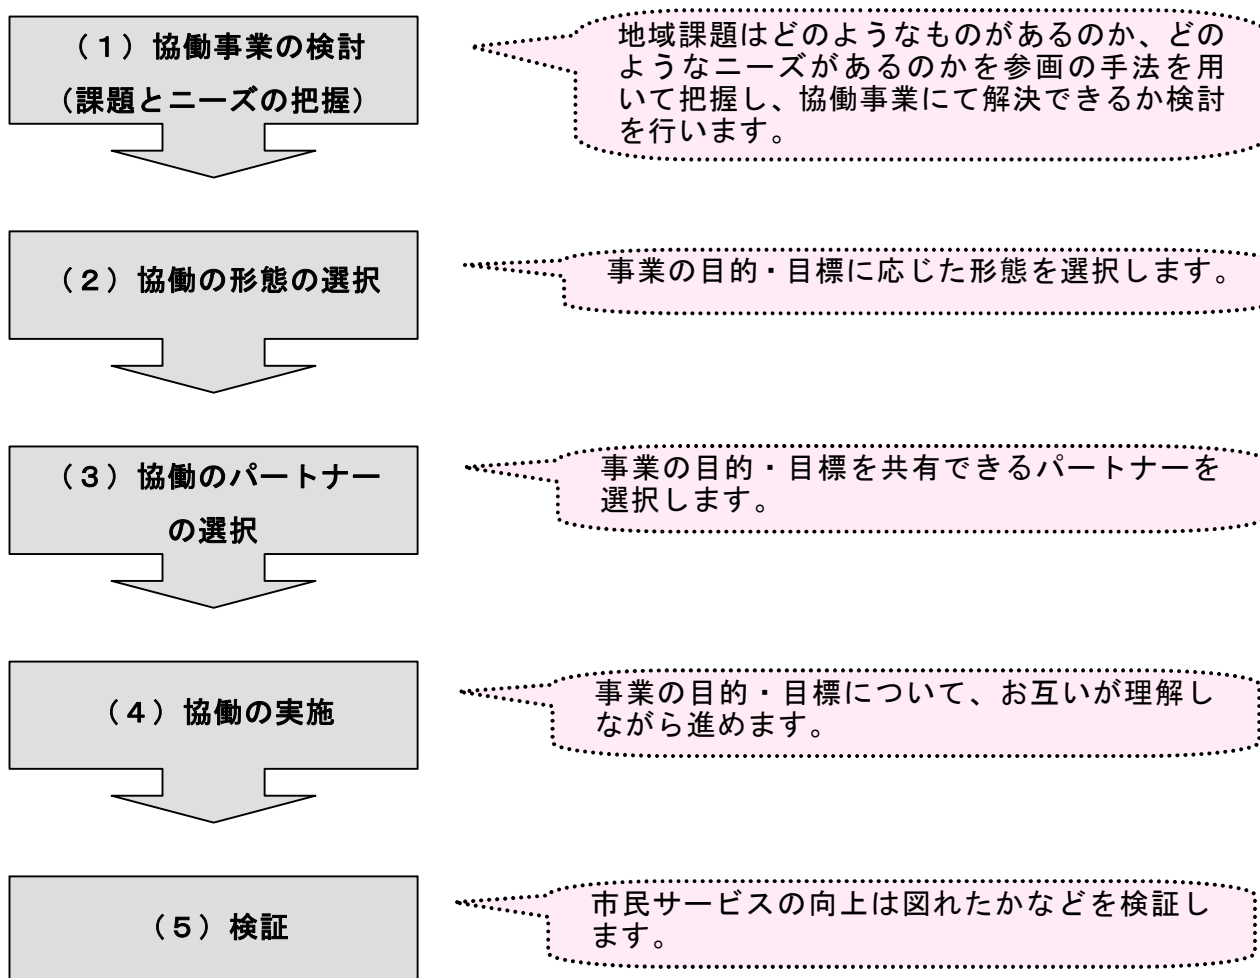 （１）協働事業の検討
（課題とニーズの把握）
地域課題はどのようなものがあるのか、どの
ようなニーズがあるのかを参画の手法を用
いて把握し、協働事業にて解決できるか検討
を行います。
（２）協働の形態の選択
事業の目的・目標に応じた形態を選択します。
（３）協働のパートナー
の選択
事業の目的・目標を共有できるパートナーを
選択します。
（４）協働の実施
事業の目的・目標について、お互いが理解し
ながら進めます。
（５）検証
市民サービスの向上は図れたかなどを検証し
ます。